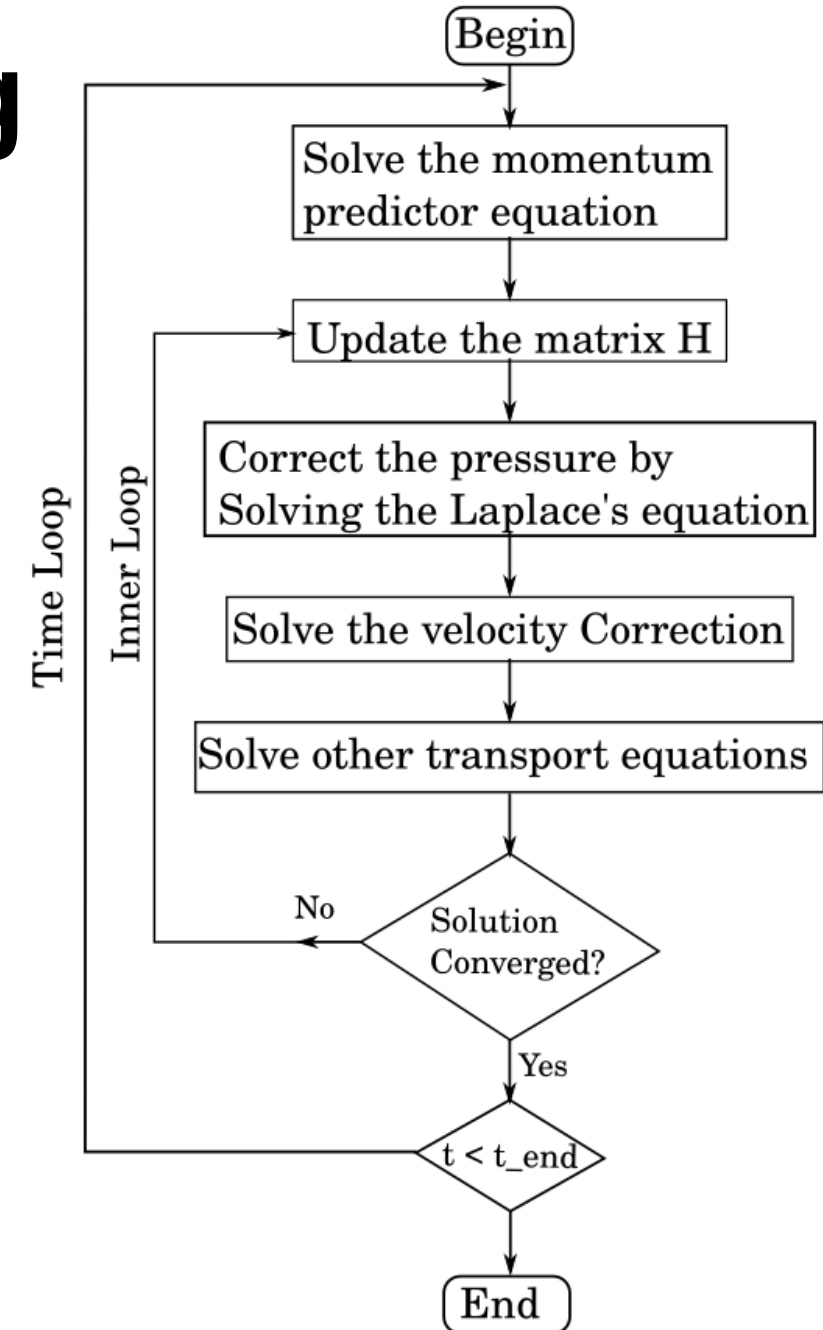 g
Begin
Solve the momentum
predictor equation
Update the matrix H
Correct the pressure by
Solving the Laplace's equation
Solve the velocity Correction
Solve other transport equations
Time Loop
Inner Loop
No
Solution
Converged?
Yes
t < t_end
End